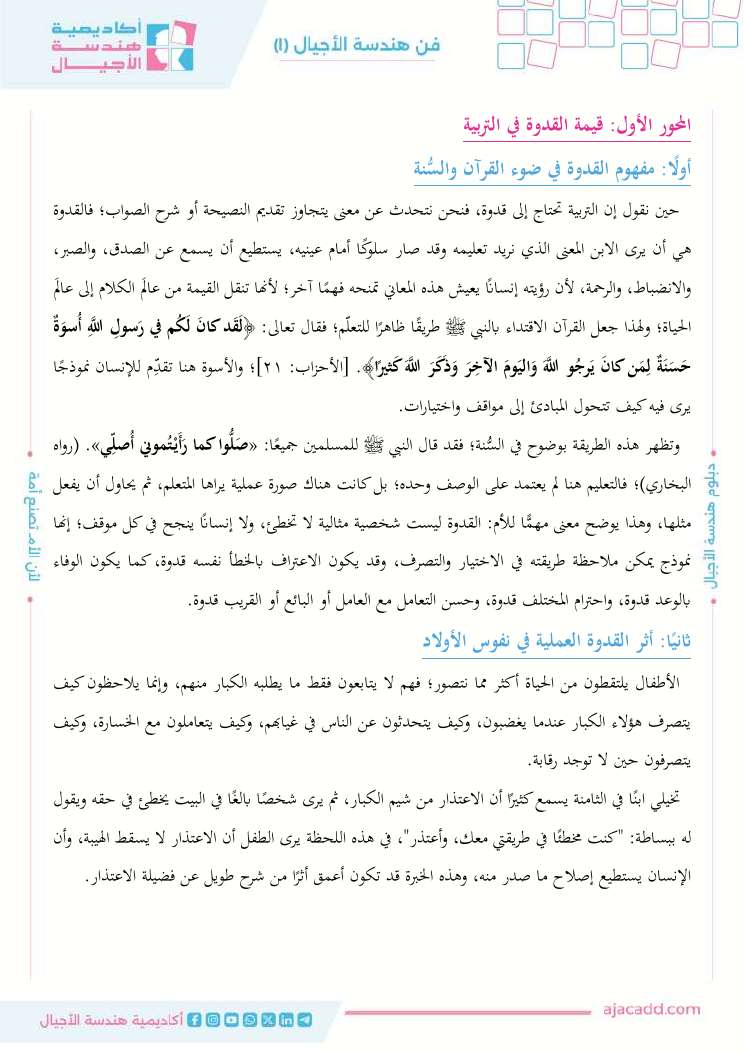 أكاديمية
هندسة
الأجيال
فن هندسة الأجيال (١)
المحور الأول: قيمة القدوة في التربية
أولًا: مفهوم القدوة في ضوء القرآن والسُّنة
حين نقول إن التربية تحتاج إلى قدوة، فنحن نتحدث عن معنى يتجاوز تقديم النصيحة أو شرح الصواب؛ فالقدوة
هي أن يرى الابن المعنى الذي نريد تعليمه وقد صار سلوكًا أمام عينيه، يستطيع أن يسمع عن الصدق، والصبر،
والانضباط، والرحمة، لأن رؤيته إنسانًا يعيش هذه المعاني تمنحه فهمًا آخر؛ لأنها تنقل القيمة من عالَم الكلام إلى عالَم
الحياة؛ ولهذا جعل القرآن الاقتداء بالنبي ﷺ طريقًا ظاهرًا للتعلّم؛ فقال تعالى: ﴿لَقَد كانَ لَكُم في رَسولِ اللَّهِ أُسوَةٌ
حَسَنَةٌ لِمَن كانَ يَرجُو اللَّهَ وَاليَومَ الآخِرَ وَذَكَرَ اللَّهَ كَثيرًا﴾. [الأحزاب: ٢١]؛ والأسوة هنا تقدِّم للإنسان نموذجًا
يرى فيه كيف تتحول المبادئ إلى مواقف واختيارات.
وتظهر هذه الطريقة بوضوح في السُّنة؛ فقد قال النبي ﷺ للمسلمين جميعًا: «صَلُّوا كما رَأَيْتُموني أُصلِّي». (رواه
البخاري)؛ فالتعليم هنا لم يعتمد على الوصف وحده؛ بل كانت هناك صورة عملية يراها المتعلم، ثم يحاول أن يفعل
مثلها، وهذا يوضح معنى مهمًّا للأم: القدوة ليست شخصية مثالية لا تخطئ، ولا إنسانًا ينجح في كل موقف؛ إنها
نموذج يمكن ملاحظة طريقته في الاختيار والتصرف، وقد يكون الاعتراف بالخطأ نفسه قدوة، كما يكون الوفاء
بالوعد قدوة، واحترام المختلف قدوة، وحسن التعامل مع العامل أو البائع أو القريب قدوة.
ثانيًا: أثر القدوة العملية في نفوس الأولاد
الأطفال يلتقطون من الحياة أكثر مما نتصور؛ فهم لا يتابعون فقط ما يطلبه الكبار منهم، وإنما يلاحظون كيف
يتصرف هؤلاء الكبار عندما يغضبون، وكيف يتحدثون عن الناس في غيابهم، وكيف يتعاملون مع الخسارة، وكيف
يتصرفون حين لا توجد رقابة.
تخيلي ابنًا في الثامنة يسمع كثيرًا أن الاعتذار من شيم الكبار، ثم يرى شخصًا بالغًا في البيت يخطئ في حقه ويقول
له ببساطة: "كنت مخطئًا في طريقتي معك، وأعتذر"، في هذه اللحظة يرى الطفل أن الاعتذار لا يسقط الهيبة، وأن
الإنسان يستطيع إصلاح ما صدر منه، وهذه الخبرة قد تكون أعمق أثرًا من شرح طويل عن فضيلة الاعتذار.
دبلوم هندسة الأجيال
لأن الأم تصنع أمة
أكاديمية هندسة الأجيال
ajacadd.com